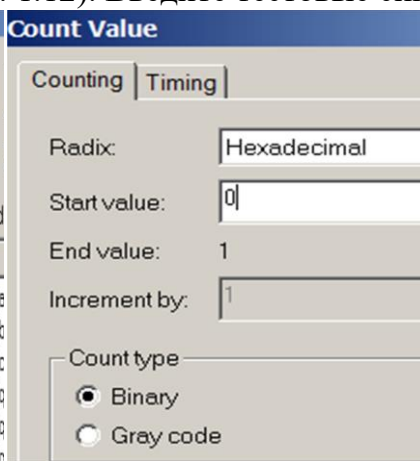 Count Value
Counting Timing
Radix: Hexadecimal
Start value: 0
End value: 1
Increment by: 1
Count type
Binary
Gray code